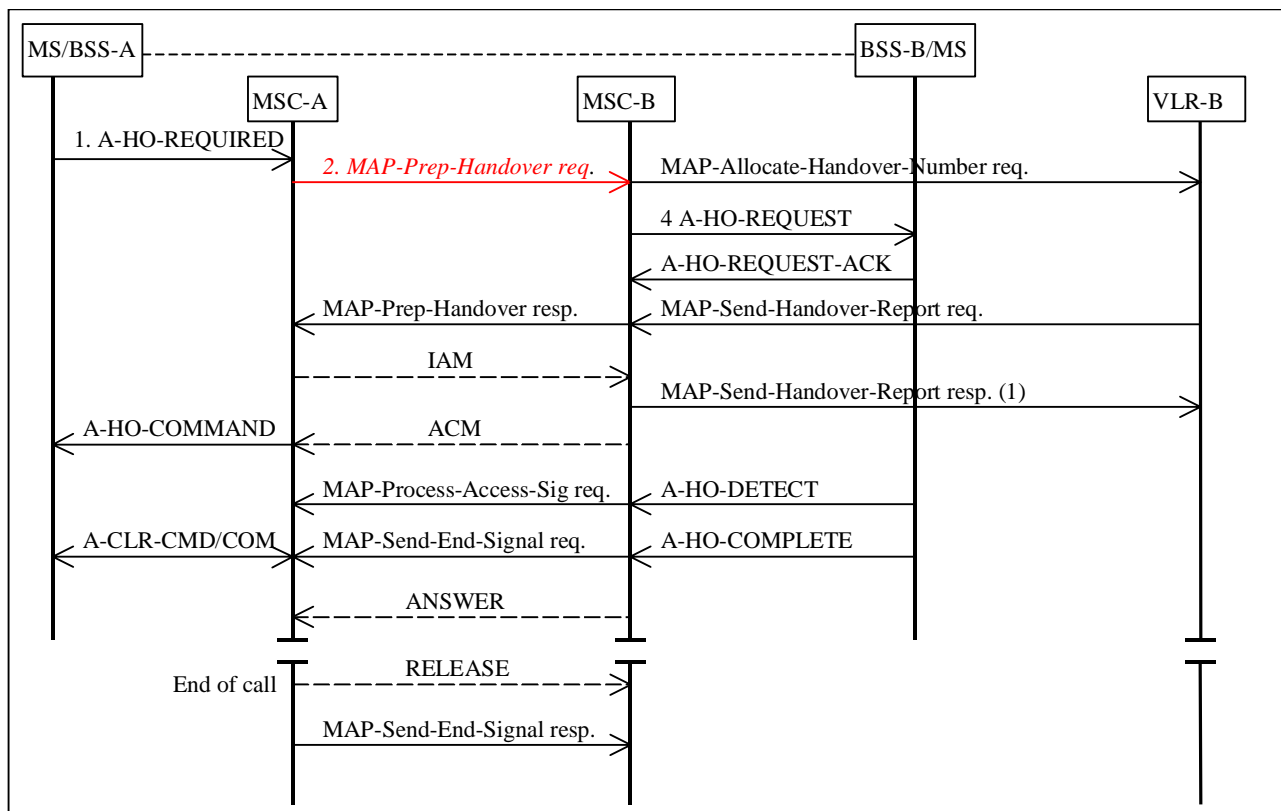 MS/BSS-A
BSS-B/MS
MSC-A
MSC-B
VLR-B
1. A-HO-REQUIRED
2. MAP-Prep-Handover req.
MAP-Allocate-Handover-Number req.
4 A-HO-REQUEST
A-HO-REQUEST-ACK
MAP-Prep-Handover resp.
MAP-Send-Handover-Report req.
IAM
MAP-Send-Handover-Report resp. (1)
A-HO-COMMAND
ACM
MAP-Process-Access-Sig req.
A-HO-DETECT
A-CLR-CMD/COM
MAP-Send-End-Signal req.
A-HO-COMPLETE
ANSWER
RELEASE
End of call
MAP-Send-End-Signal resp.